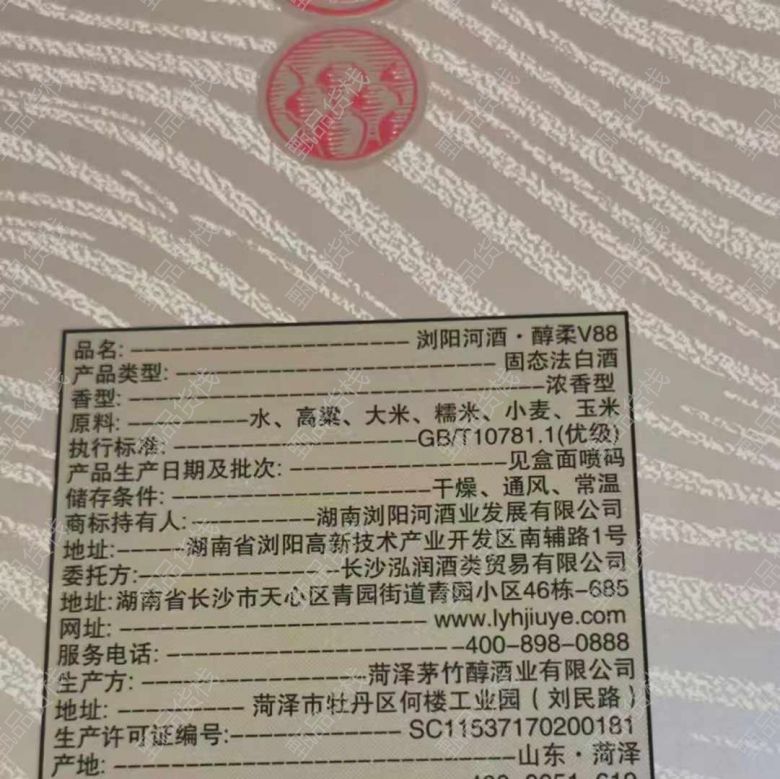 品名:浏阳河酒·醇柔V88
产品类型:固态法白酒
香型:浓香型
原料:水、高粱、大米、糯米、小麦、玉米
执行标准:GB/T10781.1(优级)
产品生产日期及批次:见盒面喷码
储存条件:干燥、通风、常温
商标持有人:湖南浏阳河酒业发展有限公司
地址:湖南省浏阳高新技术产业开发区南辅路1号
委托方:长沙泓润酒类贸易有限公司
地址:湖南省长沙市天心区青园街道青园小区46栋-685
网址:www.lyhjiuye.com
服务电话:400-898-0888
生产方:菏泽茅竹醇酒业有限公司
地址:菏泽市牡丹区何楼工业园（刘民路）
生产许可证编号:SC11537170200181
产地:山东·菏泽
甄品货栈